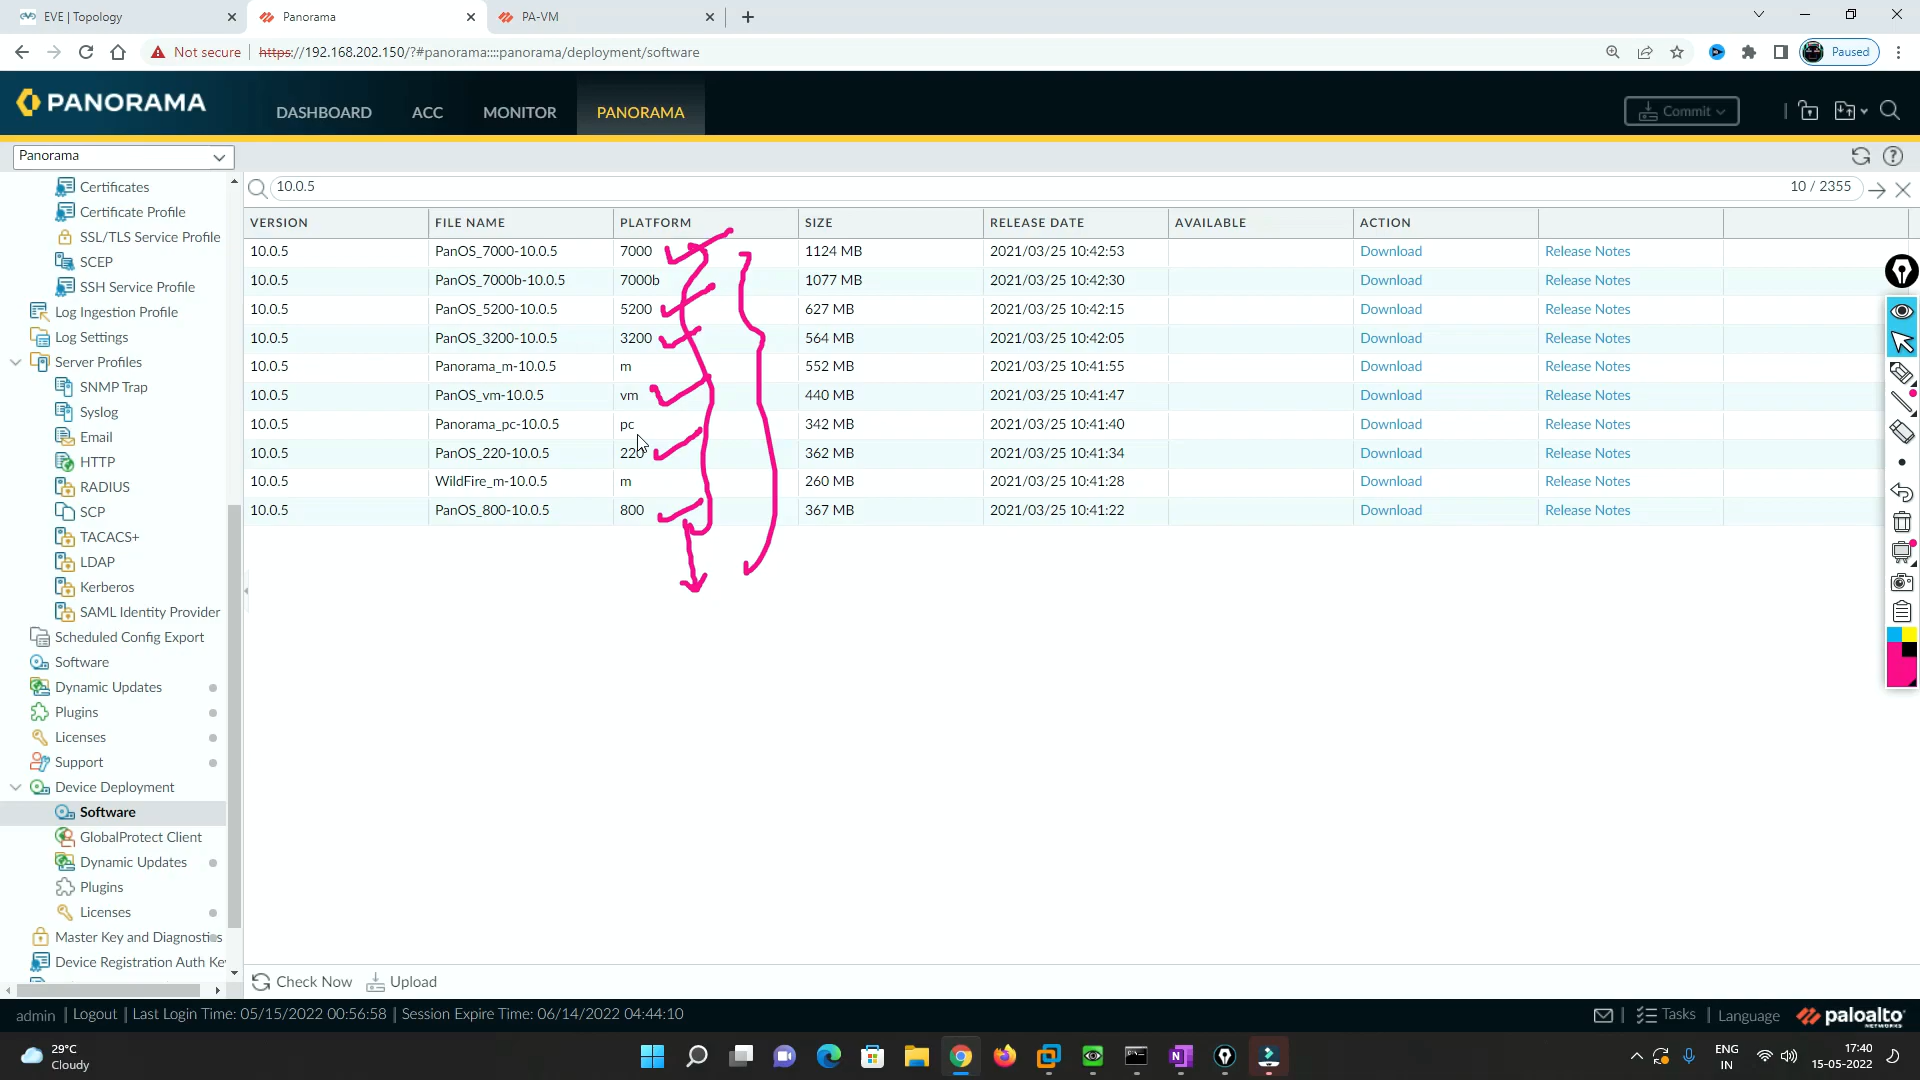 EVE | Topology
Panorama
PA-VM
Not secure
https://192.168.202.150/?#panorama::::panorama/deployment/software
Paused
PANORAMA
DASHBOARD
ACC
MONITOR
PANORAMA
Commit
Panorama
Certificates
Certificate Profile
SSL/TLS Service Profile
SCEP
SSH Service Profile
Log Ingestion Profile
Log Settings
Server Profiles
SNMP Trap
Syslog
Email
HTTP
RADIUS
SCP
TACACS+
LDAP
Kerberos
SAML Identity Provider
Scheduled Config Export
Software
Dynamic Updates
Plugins
Licenses
Support
Device Deployment
Software
GlobalProtect Client
Dynamic Updates
Plugins
Licenses
Master Key and Diagnostics
Device Registration Auth Ke
10.0.5
10 / 2355
VERSION FILE NAME PLATFORM SIZE RELEASE DATE AVAILABLE ACTION
10.0.5 PanOS_7000-10.0.5 7000 1124 MB 2021/03/25 10:42:53 Download Release Notes
10.0.5 PanOS_7000b-10.0.5 7000b 1077 MB 2021/03/25 10:42:30 Download Release Notes
10.0.5 PanOS_5200-10.0.5 5200 627 MB 2021/03/25 10:42:15 Download Release Notes
10.0.5 PanOS_3200-10.0.5 3200 564 MB 2021/03/25 10:42:05 Download Release Notes
10.0.5 Panorama_m-10.0.5 m 552 MB 2021/03/25 10:41:55 Download Release Notes
10.0.5 PanOS_vm-10.0.5 vm 440 MB 2021/03/25 10:41:47 Download Release Notes
10.0.5 Panorama_pc-10.0.5 pc 342 MB 2021/03/25 10:41:40 Download Release Notes
10.0.5 PanOS_220-10.0.5 220 362 MB 2021/03/25 10:41:34 Download Release Notes
10.0.5 WildFire_m-10.0.5 m 260 MB 2021/03/25 10:41:28 Download Release Notes
10.0.5 PanOS_800-10.0.5 800 367 MB 2021/03/25 10:41:22 Download Release Notes
Check Now
Upload
admin | Logout | Last Login Time: 05/15/2022 00:56:58 | Session Expire Time: 06/14/2022 04:44:10
Tasks | Language
paloalto
NETWORKS
29°C
Cloudy
ENG
IN
17:40
15-05-2022